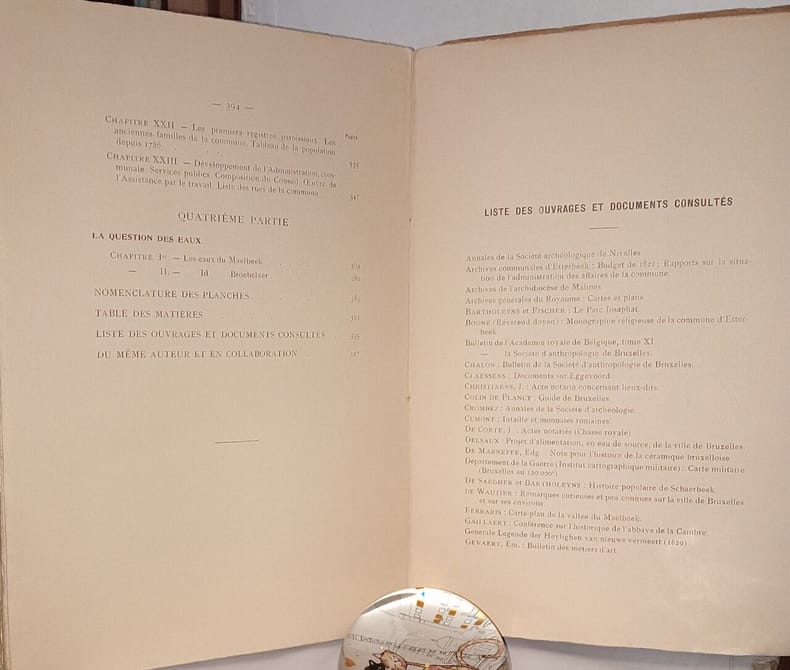 — 394 —
Pages
CHAPITRE XXII — Les premiers registres paroissiaux. Les
anciennes familles de la commune. Tableau de la population
depuis 1786
335
CHAPITRE XXIII — Développement de l'Administration com-
munale. Services publics. Composition du Conseil. Œuvre de
l'Assistance par le travail. Liste des rues de la commune
347
QUATRIÈME PARTIE
LA QUESTION DES EAUX.
CHAPITRE Ier. — Les eaux du Maelbeek
— II. — Id Broebelaer
NOMENCLATURE DES PLANCHES.
TABLE DES MATIÈRES
LISTE DES OUVRAGES ET DOCUMENTS CONSULTÉS
DU MÊME AUTEUR ET EN COLLABORATION
LISTE DES OUVRAGES ET DOCUMENTS CONSULTÉS
Annales de la Société archéologique de Nivelles
Archives communales d'Etterbeek : Budget de 1821; Rapports sur la situa-
tion de l'administration des affaires de la commune.
Archives de l'archidiocèse de Malines
Archives générales du Royaume : Cartes et plans
BARTHOLEYNS et FISCHER : Le Parc Josaphat.
BOONE (Révérend doyen) : Monographie religieuse de la commune d'Etter-
beek
Bulletin de l'Académie royale de Belgique, tome XI.
— la Société d'anthropologie de Bruxelles.
CHALON : Bulletin de la Société d'anthropologie de Bruxelles
CLAESSENS : Documents sur Eggevoord
CHRISTIAENS, J. : Acte notarié concernant lieux-dits.
COLIN DE PLANCY : Guide de Bruxelles.
CROMBEZ : Annales de la Société d'archéologie
CUMONT : Intaille et monnaies romaines
DE CORTE, J. : Actes notariés (Chasse royale)
DELSAUX : Projet d'alimentation, en eau de source, de la ville de Bruxelles
DE MARNEFFE, Edg. : Note pour l'histoire de la céramique bruxelloise
Département de la Guerre (Institut cartographique militaire) : Carte militaire
(Bruxelles au 120.000e)
DE SAEGHER et BARTHOLEYNS : Histoire populaire de Schaerbeek
DE WAUTIER : Remarques curieuses et peu connues sur la ville de Bruxelles
et sur ses environs
FERRARIS : Carte-plan de la vallée du Maelbeek.
GAILLAERT : Conférence sur l'historique de l'abbaye de la Cambre
Generale Legende der Heylighen van nieuws vermeert (1629)
GEVAERT, Ém. : Bulletin des métiers d'art